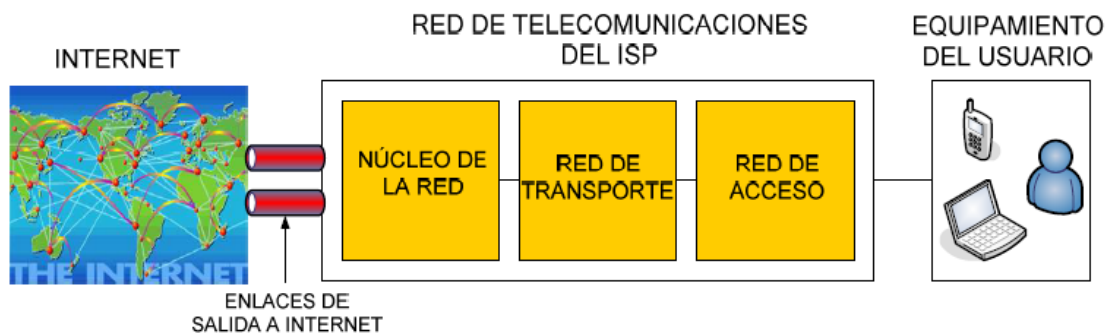 RED DE TELECOMUNICACIONES
DEL ISP
EQUIPAMIENTO
DEL USUARIO
INTERNET
NÚCLEO DE
LA RED
RED DE
TRANSPORTE
RED DE
ACCESO
THE INTERNET
ENLACES DE
SALIDA A INTERNET